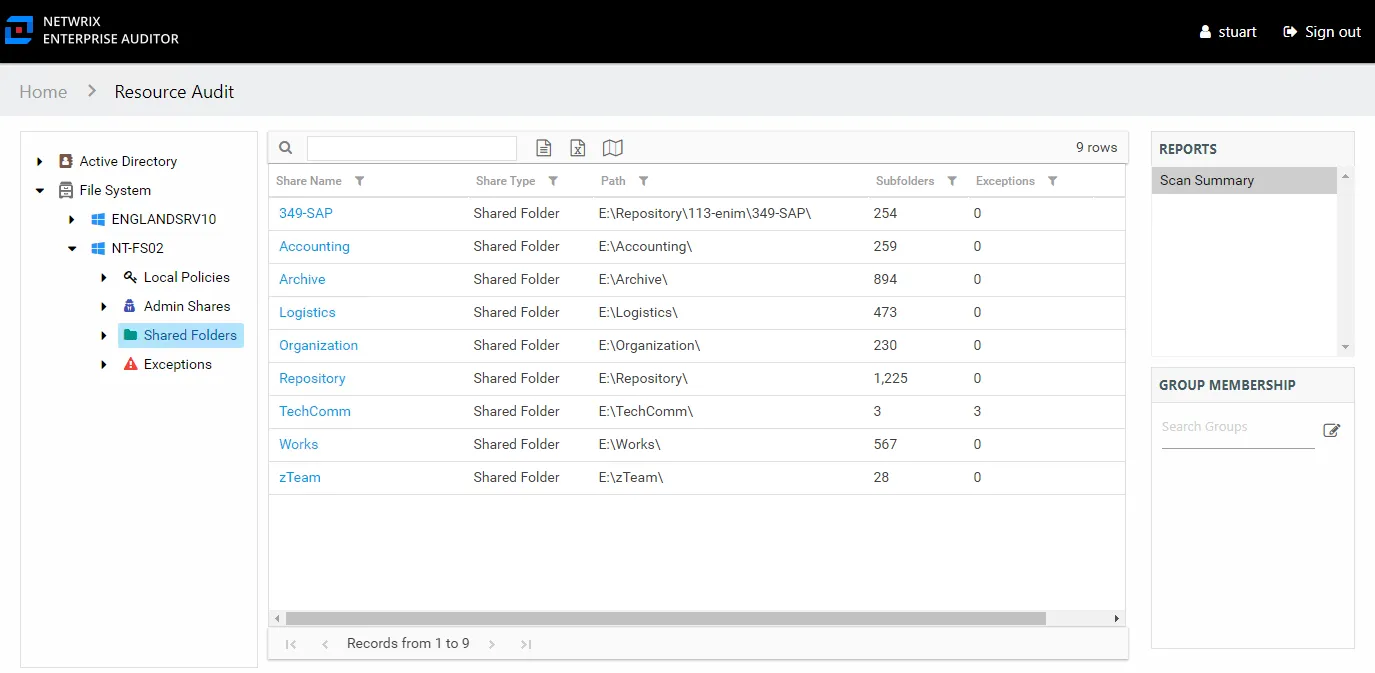 NETWRIX
ENTERPRISE AUDITOR
stuart Sign out
Home Resource Audit
Active Directory
File System
ENGLANDSRV10
NT-FS02
Local Policies
Admin Shares
Shared Folders
Exceptions
9 rows
Share Name Share Type Path Subfolders Exceptions
349-SAP Shared Folder E:\Repository\113-enim\349-SAP\ 254 0
Accounting Shared Folder E:\Accounting\ 259 0
Archive Shared Folder E:\Archive\ 894 0
Logistics Shared Folder E:\Logistics\ 473 0
Organization Shared Folder E:\Organization\ 230 0
Repository Shared Folder E:\Repository\ 1,225 0
TechComm Shared Folder E:\TechComm\ 3 3
Works Shared Folder E:\Works\ 567 0
zTeam Shared Folder E:\zTeam\ 28 0
Records from 1 to 9
REPORTS
Scan Summary
GROUP MEMBERSHIP
Search Groups